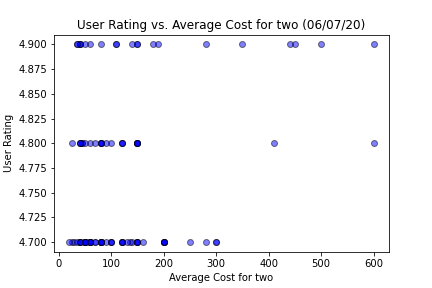 User Rating vs. Average Cost for two (06/07/20)
4.900
4.875
4.850
4.825
4.800
4.775
4.750
4.725
4.700
User Rating
0 100 200 300 400 500 600
Average Cost for two